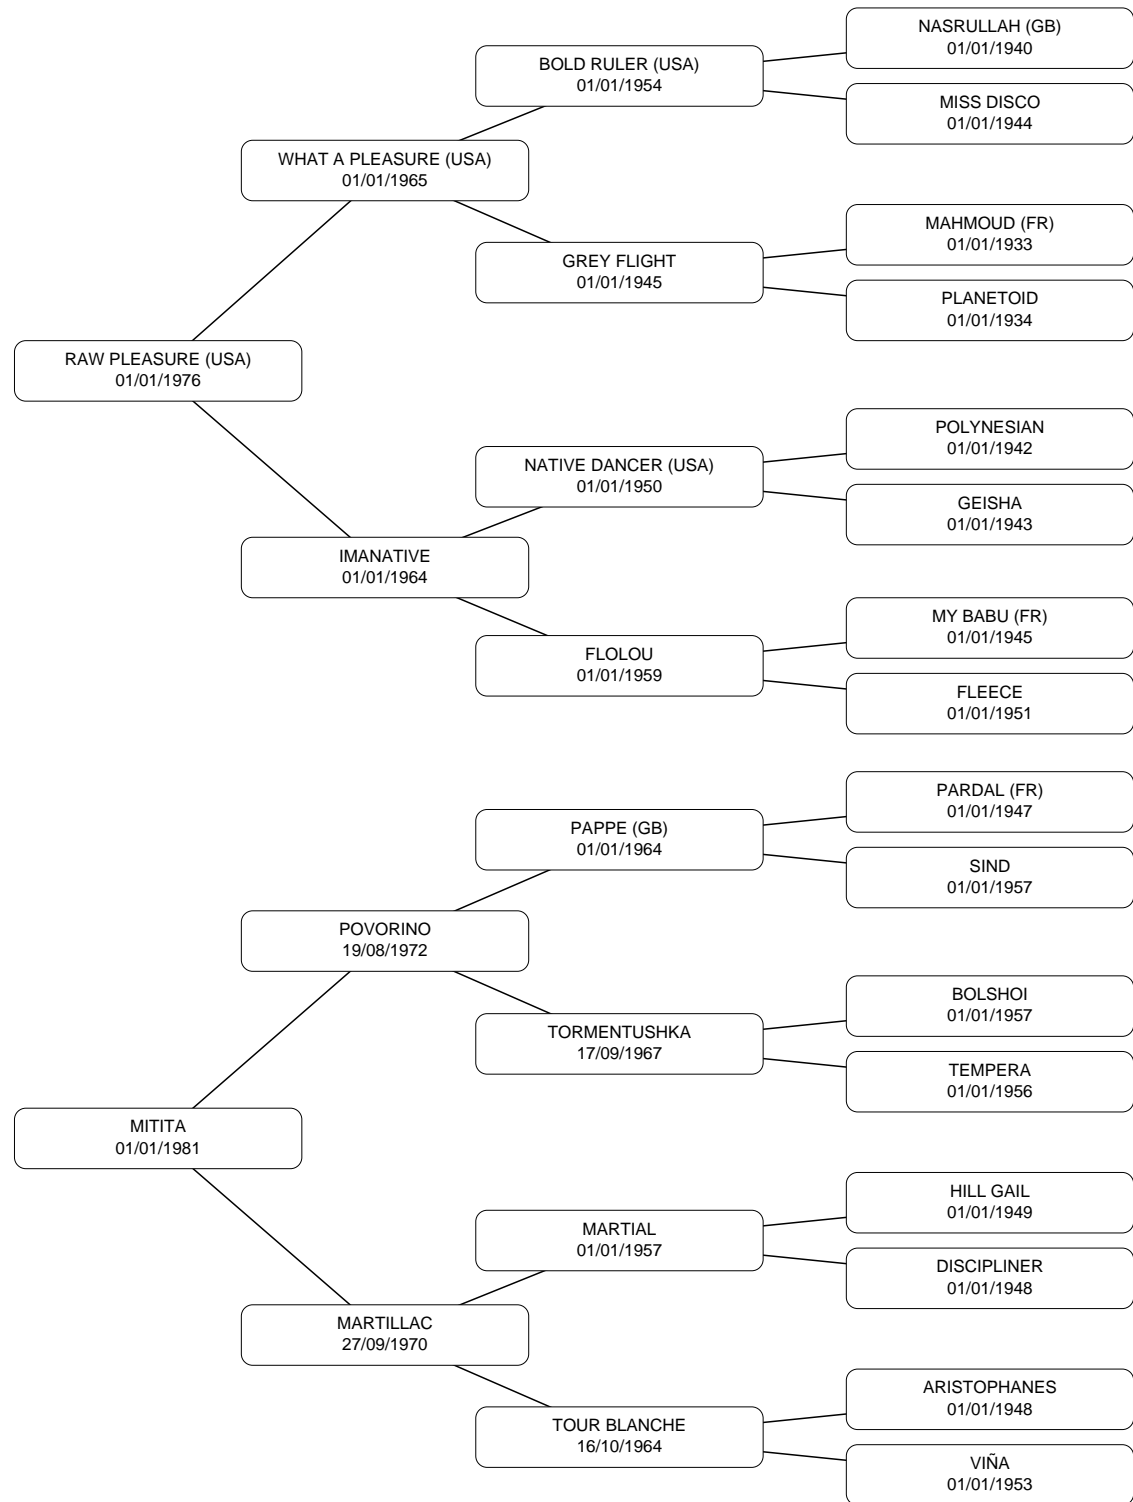 NASRULLAH (GB)
01/01/1940
BOLD RULER (USA)
01/01/1954
MISS DISCO
01/01/1944
WHAT A PLEASURE (USA)
01/01/1965
MAHMOUD (FR)
01/01/1933
GREY FLIGHT
01/01/1945
PLANETOID
01/01/1934
RAW PLEASURE (USA)
01/01/1976
POLYNESIAN
01/01/1942
NATIVE DANCER (USA)
01/01/1950
GEISHA
01/01/1943
IMANATIVE
01/01/1964
MY BABU (FR)
01/01/1945
FLOLOU
01/01/1959
FLEECE
01/01/1951
PARDAL (FR)
01/01/1947
PAPPE (GB)
01/01/1964
SIND
01/01/1957
POVORINO
19/08/1972
BOLSHOI
01/01/1957
TORMENTUSHKA
17/09/1967
TEMPERA
01/01/1956
MITITA
01/01/1981
HILL GAIL
01/01/1949
MARTIAL
01/01/1957
DISCIPLINER
01/01/1948
MARTILLAC
27/09/1970
ARISTOPHANES
01/01/1948
TOUR BLANCHE
16/10/1964
VIÑA
01/01/1953